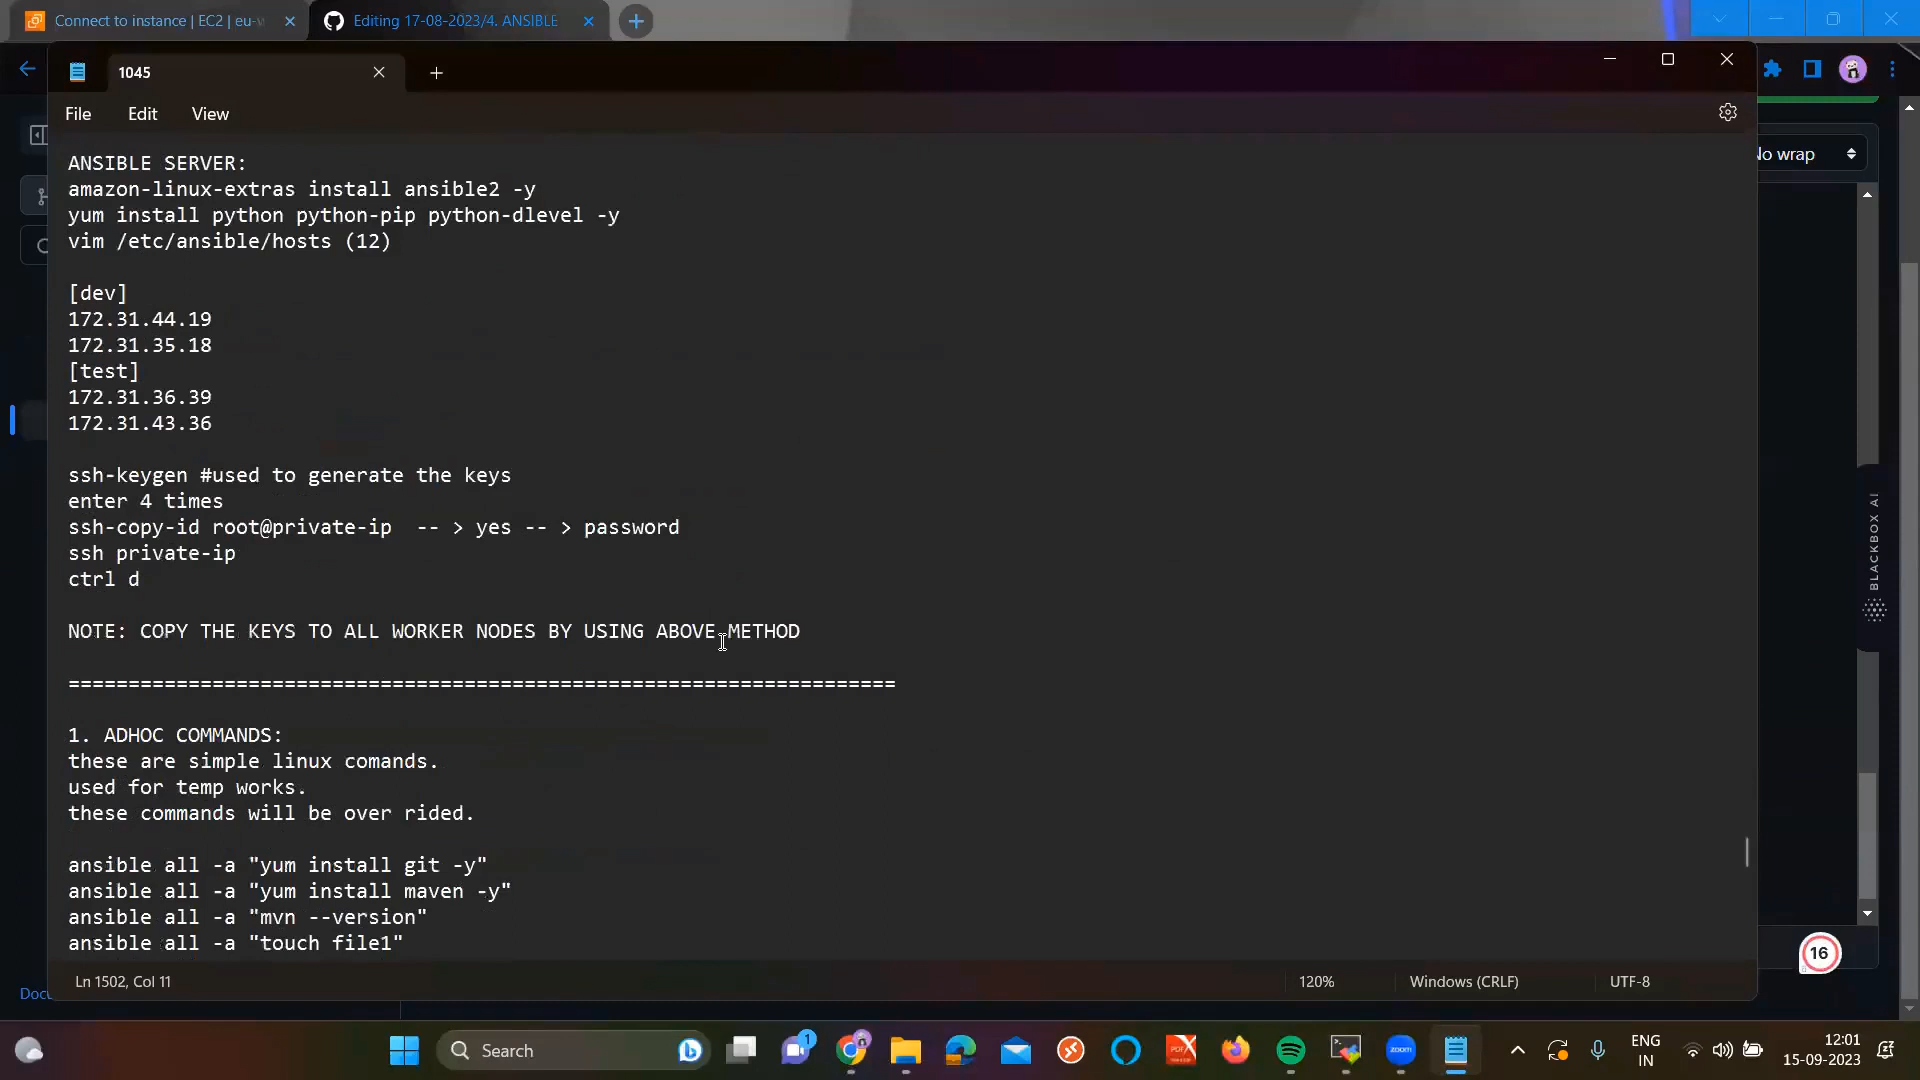 Connect to instance | EC2 | eu-w
Editing 17-08-2023/4. ANSIBLE
1045
File Edit View
No wrap
ANSIBLE SERVER:
amazon-linux-extras install ansible2 -y
yum install python python-pip python-dlevel -y
vim /etc/ansible/hosts (12)
[dev]
172.31.44.19
172.31.35.18
[test]
172.31.36.39
172.31.43.36
ssh-keygen #used to generate the keys
enter 4 times
ssh-copy-id root@private-ip  -- > yes -- > password
ssh private-ip
ctrl d
NOTE: COPY THE KEYS TO ALL WORKER NODES BY USING ABOVE METHOD
=====================================================================
1. ADHOC COMMANDS:
these are simple linux comands.
used for temp works.
these commands will be over rided.
ansible all -a "yum install git -y"
ansible all -a "yum install maven -y"
ansible all -a "mvn --version"
ansible all -a "touch file1"
BLACKBOX AI
16
Ln 1502, Col 11
120%
Windows (CRLF)
UTF-8
Doc
Search
1
zoom
ENG
IN
12:01
15-09-2023